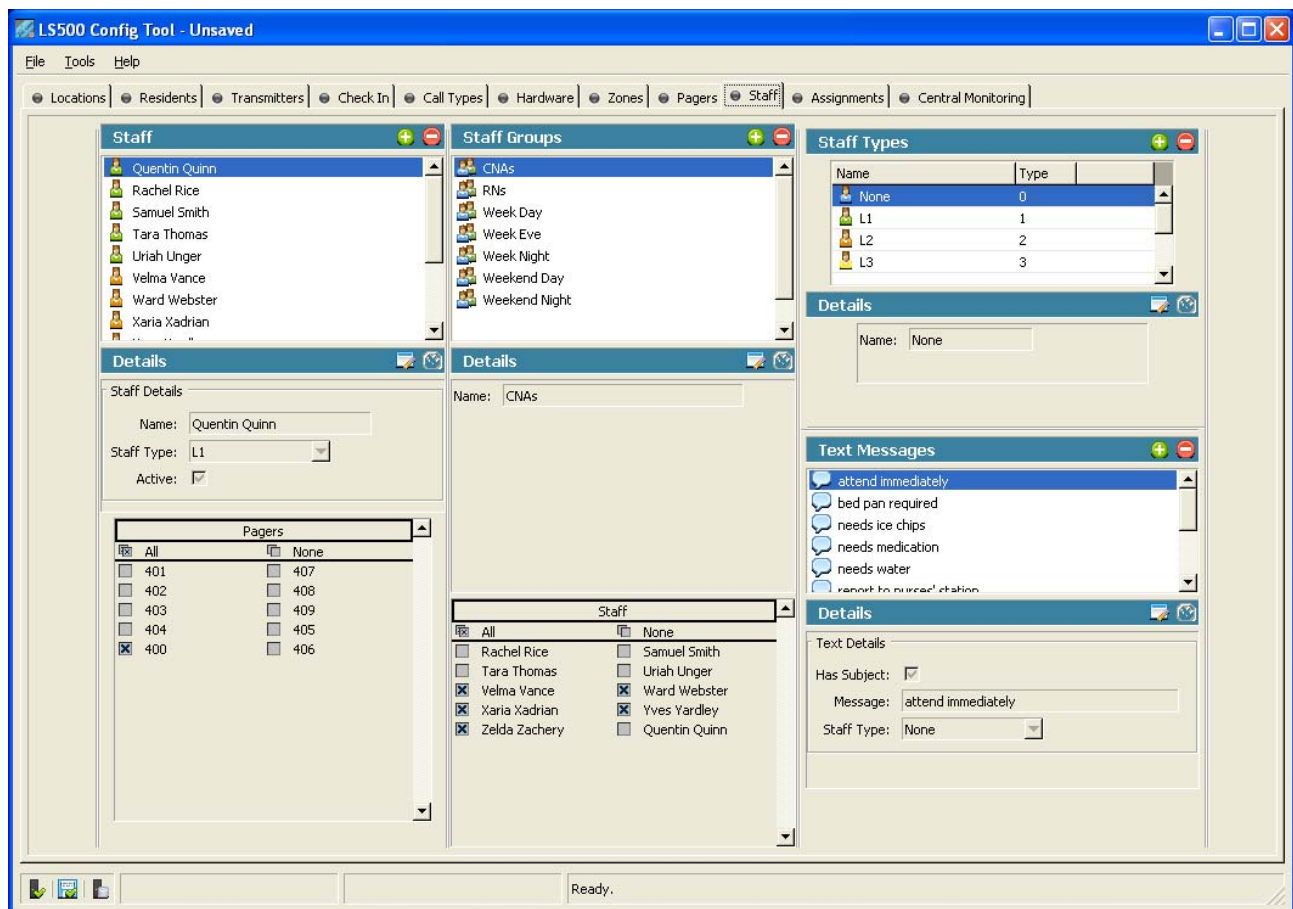 LS500 Config Tool - Unsaved
File Tools Help
Locations Residents Transmitters Check In Call Types Hardware Zones Pagers Staff Assignments Central Monitoring
Staff
Quentin Quinn
Rachel Rice
Samuel Smith
Tara Thomas
Uriah Unger
Velma Vance
Ward Webster
Xaria Xadrian
Details
Staff Details
Name: Quentin Quinn
Staff Type: L1
Active:
Pagers
All None
401 407
402 408
403 409
404 405
400 406
Staff Groups
CNAs
RNs
Week Day
Week Eve
Week Night
Weekend Day
Weekend Night
Details
Name: CNAs
Staff
All None
Rachel Rice Samuel Smith
Tara Thomas Uriah Unger
Velma Vance Ward Webster
Xaria Xadrian Yves Yardley
Zelda Zachery Quentin Quinn
Staff Types
Name Type
None 0
L1 1
L2 2
L3 3
Details
Name: None
Text Messages
attend immediately
bed pan required
needs ice chips
needs medication
needs water
report to nurses' station
Details
Text Details
Has Subject:
Message: attend immediately
Staff Type: None
Ready.